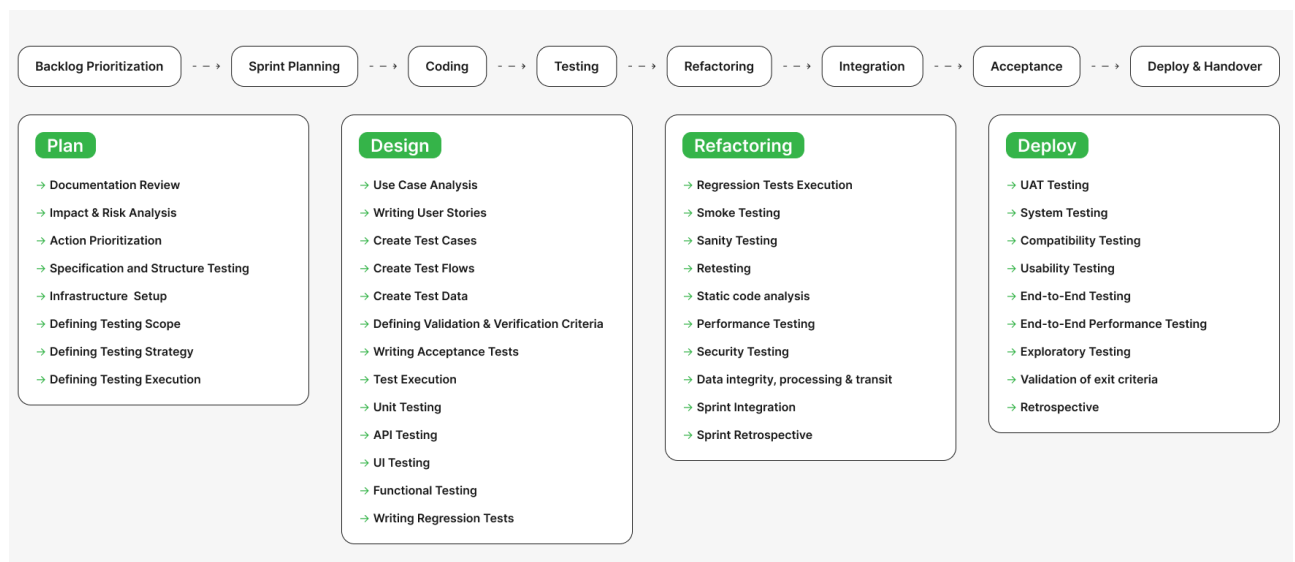 Backlog Prioritization
Sprint Planning
Coding
Testing
Refactoring
Integration
Acceptance
Deploy & Handover
Plan
Documentation Review
Impact & Risk Analysis
Action Prioritization
Specification and Structure Testing
Infrastructure  Setup
Defining Testing Scope
Defining Testing Strategy
Defining Testing Execution
Design
Use Case Analysis
Writing User Stories
Create Test Cases
Create Test Flows
Create Test Data
Defining Validation & Verification Criteria
Writing Acceptance Tests
Test Execution
Unit Testing
API Testing
UI Testing
Functional Testing
Writing Regression Tests
Refactoring
Regression Tests Execution
Smoke Testing
Sanity Testing
Retesting
Static code analysis
Performance Testing
Security Testing
Data integrity, processing & transit
Sprint Integration
Sprint Retrospective
Deploy
UAT Testing
System Testing
Compatibility Testing
Usability Testing
End-to-End Testing
End-to-End Performance Testing
Exploratory Testing
Validation of exit criteria
Retrospective